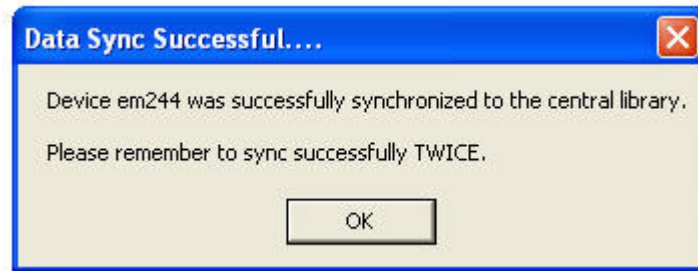 Data Sync Successful....
Device em244 was successfully synchronized to the central library.
Please remember to sync successfully TWICE.
OK